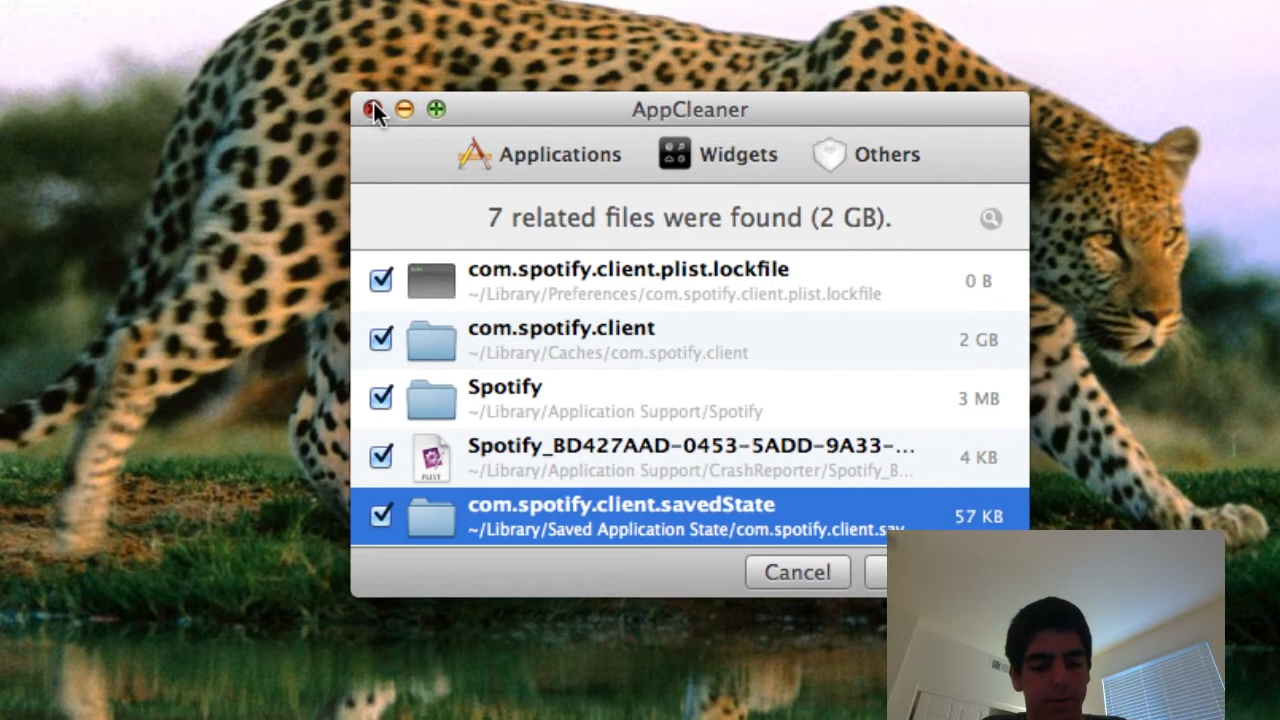 AppCleaner
Applications
Widgets
Others
7 related files were found (2 GB).
com.spotify.client.plist.lockfile
~/Library/Preferences/com.spotify.client.plist.lockfile
0 B
com.spotify.client
~/Library/Caches/com.spotify.client
2 GB
Spotify
~/Library/Application Support/Spotify
3 MB
Spotify_BD427AAD-0453-5ADD-9A33-...
~/Library/Application Support/CrashReporter/Spotify_B...
4 KB
com.spotify.client.savedState
~/Library/Saved Application State/com.spotify.client.sav
57 KB
Cancel